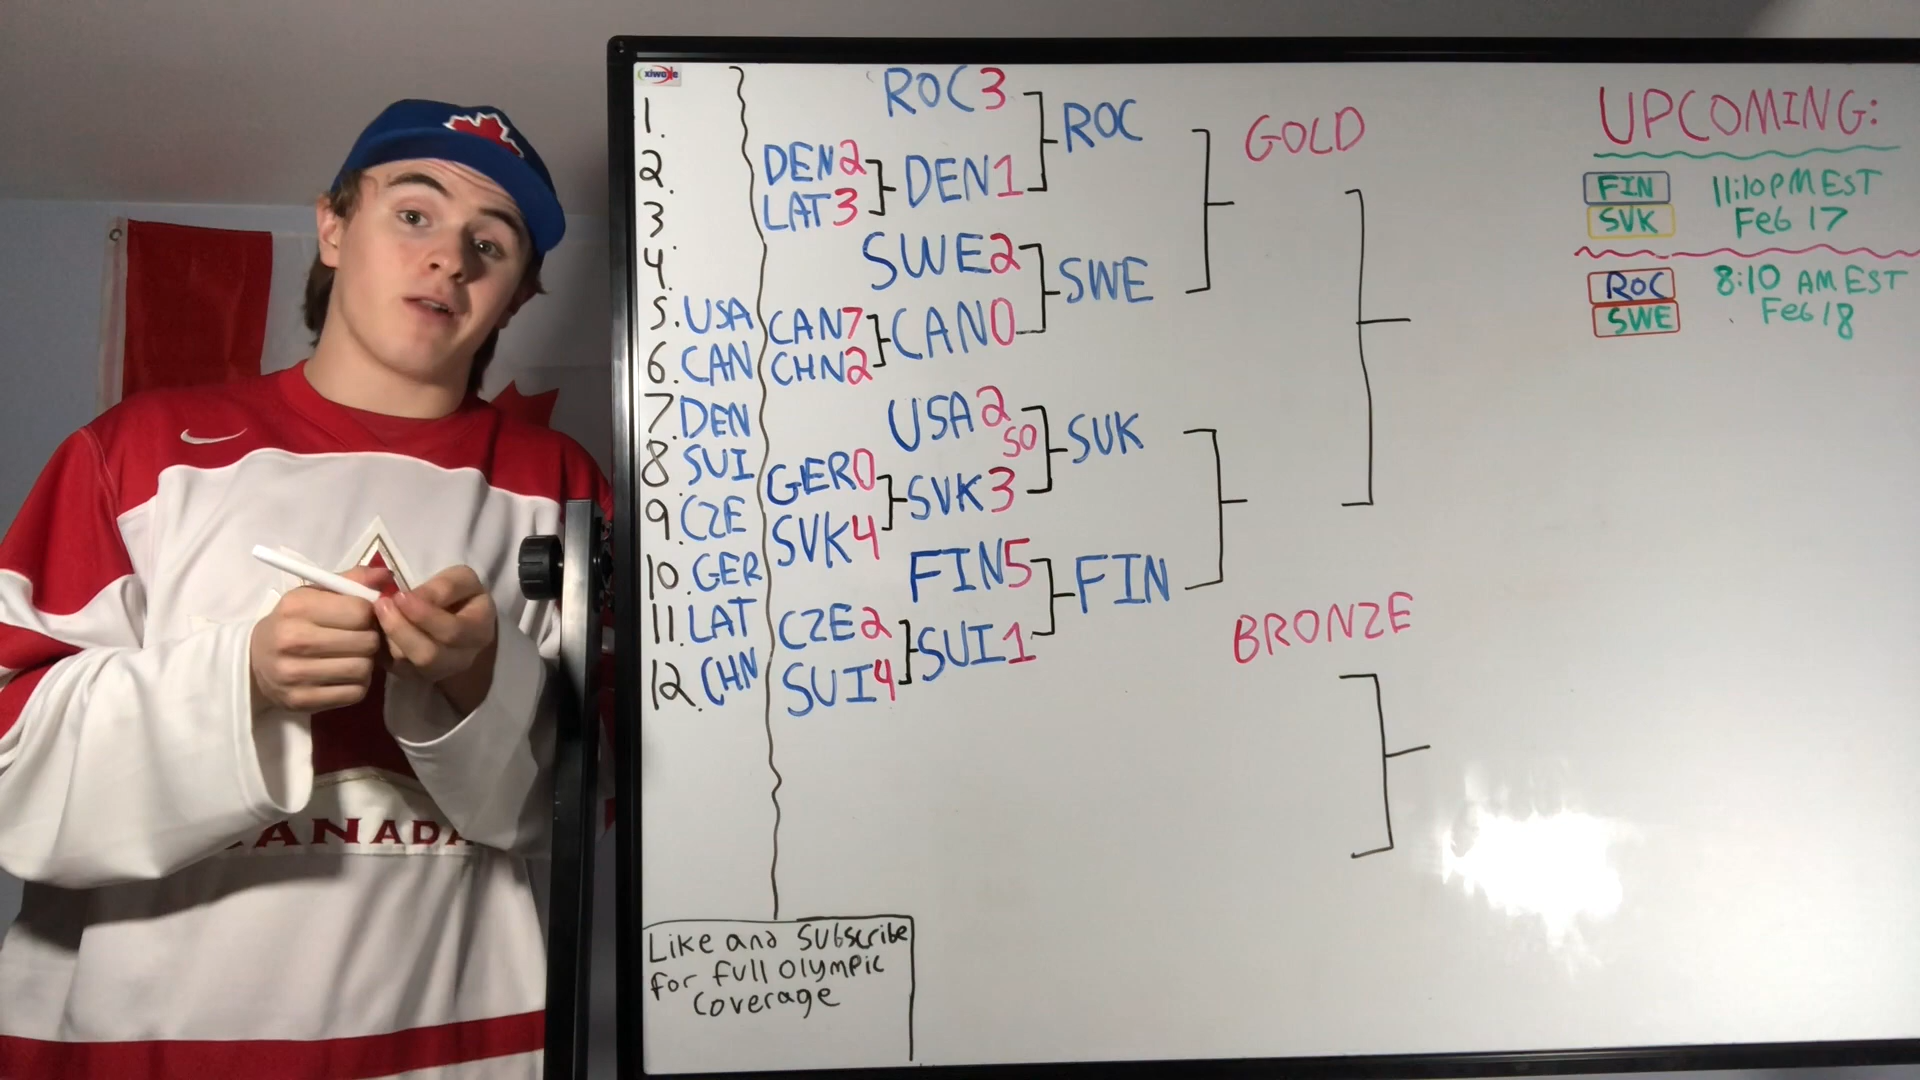 xiwode
1.
2.
3
4.
5. USA
6. CAN
7. DEN
8. SUI
9. CZE
10. GER
11. LAT
12. CHN
ROC 3
DEN 2
LAT 3
DEN 1
SWE 2
CAN 7
CHN 2
CAN 0
USA 2
SO
GER 0
SVK 4
SVK 3
FIN 5
CZE 2
SUI 4
SUI 1
ROC
SWE
SVK
FIN
GOLD
BRONZE
UPCOMING:
FIN
SVK
11:10 PM EST
Feb 17
ROC
SWE
8:10 AM EST
Feb 18
Like and Subscribe
for full Olympic
Coverage
CANADA